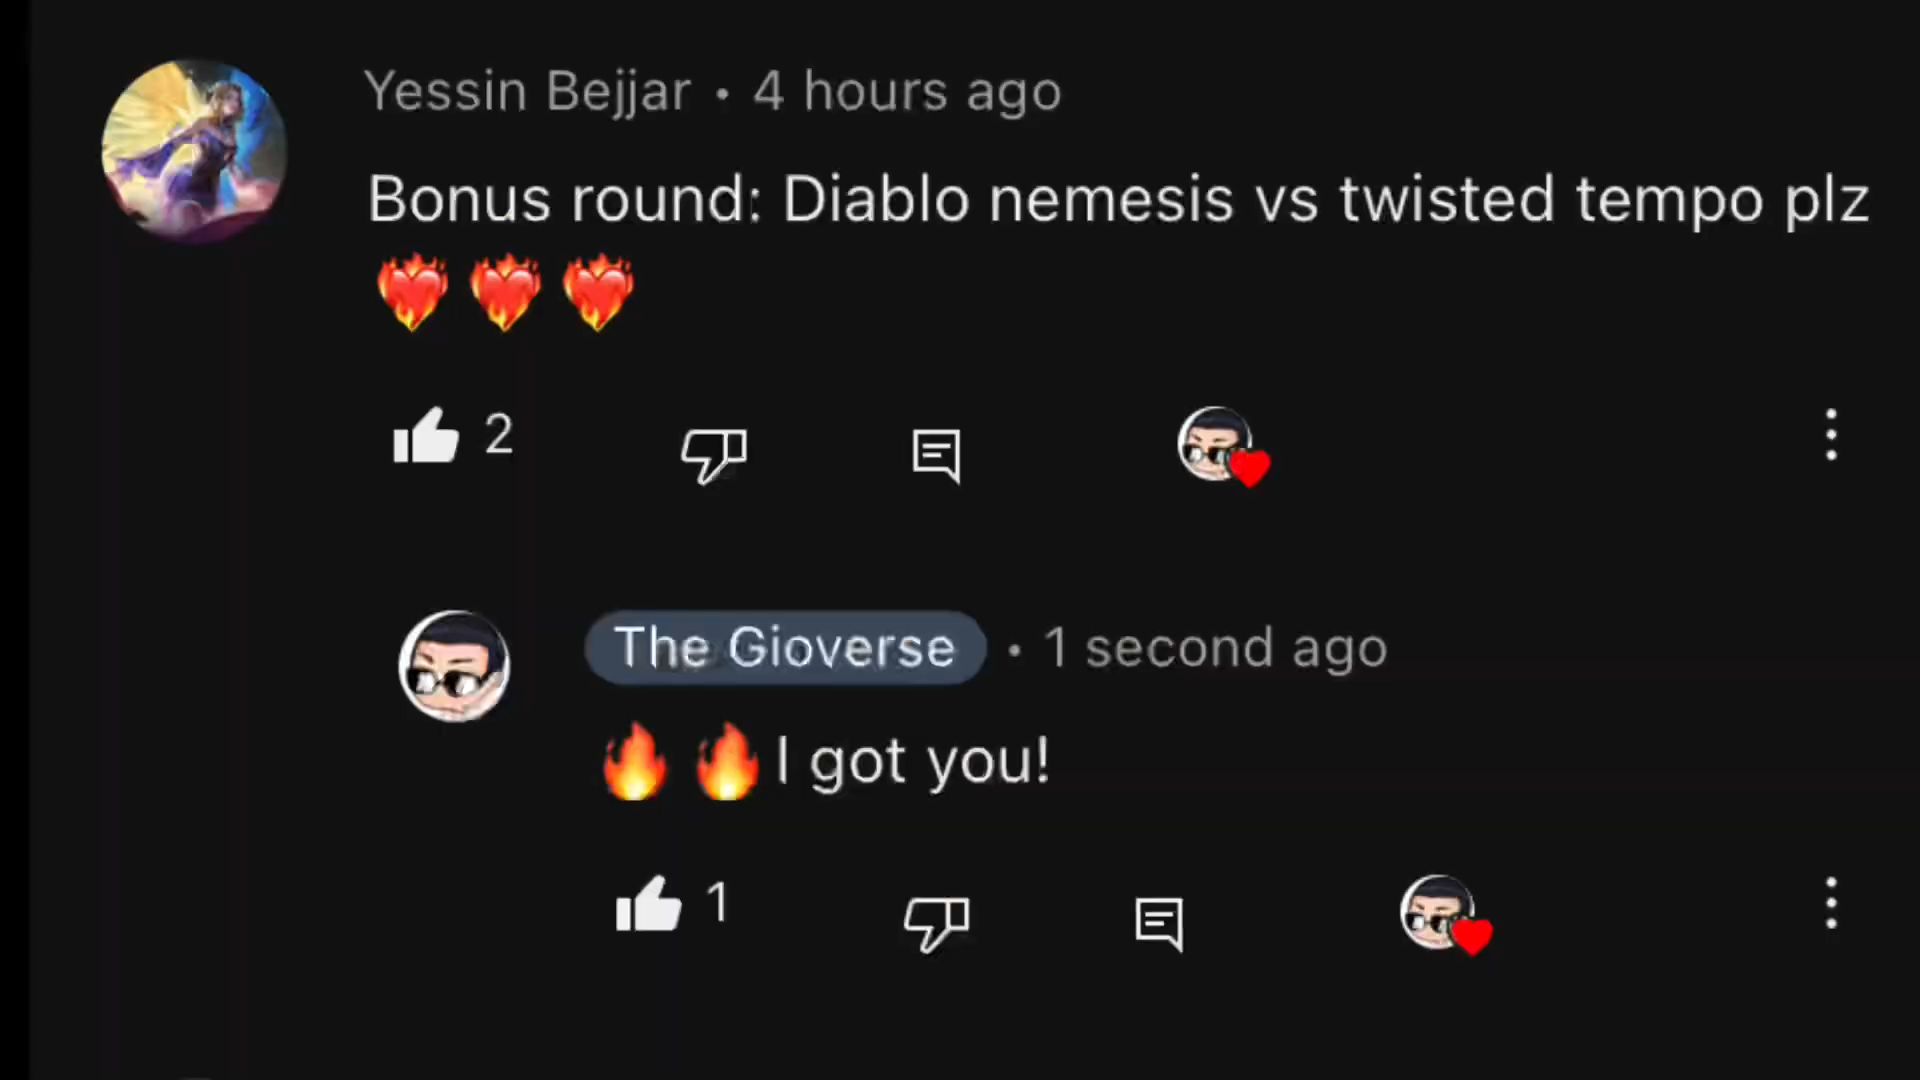 Yessin Bejjar • 4 hours ago
Bonus round: Diablo nemesis vs twisted tempo plz
❤️‍🔥 ❤️‍🔥 ❤️‍🔥
2
The Gioverse • 1 second ago
🔥 🔥 I got you!
1